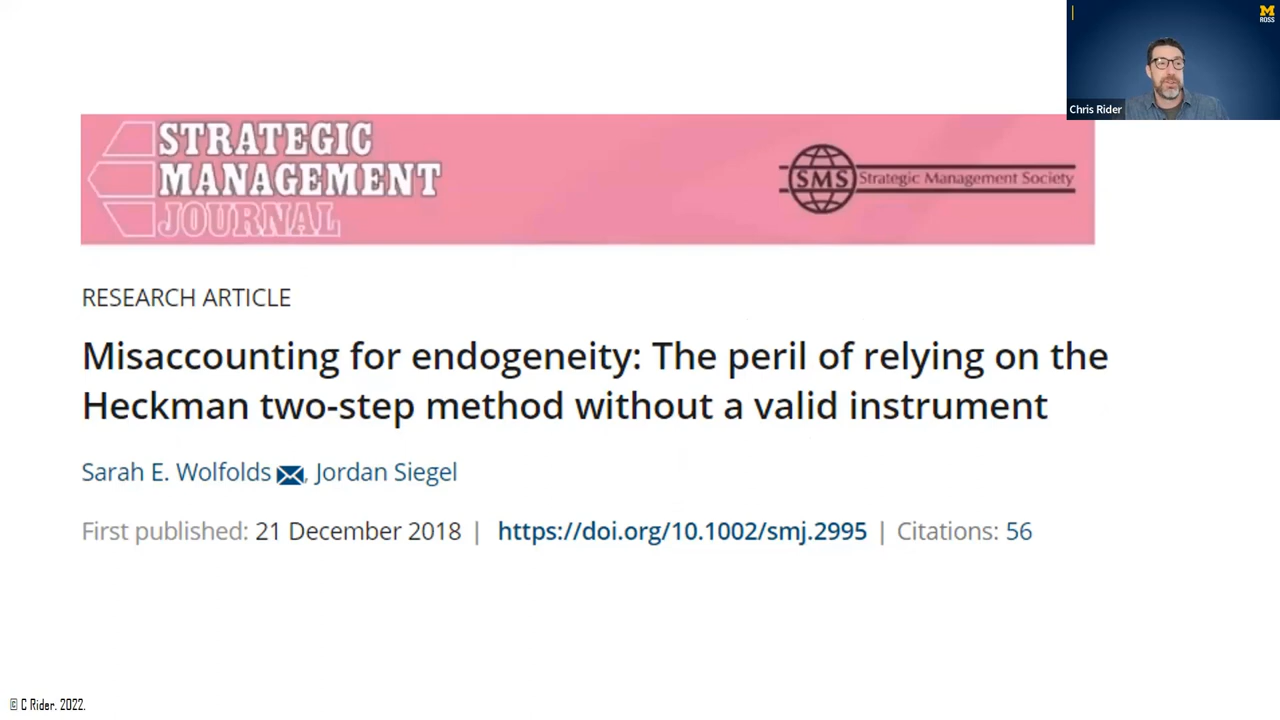 M
ROSS
Chris Rider
STRATEGIC
MANAGEMENT
JOURNAL
SMS Strategic Management Society
RESEARCH ARTICLE
Misaccounting for endogeneity: The peril of relying on the
Heckman two-step method without a valid instrument
Sarah E. Wolfolds, Jordan Siegel
First published: 21 December 2018 | https://doi.org/10.1002/smj.2995 | Citations: 56
© C Rider. 2022.